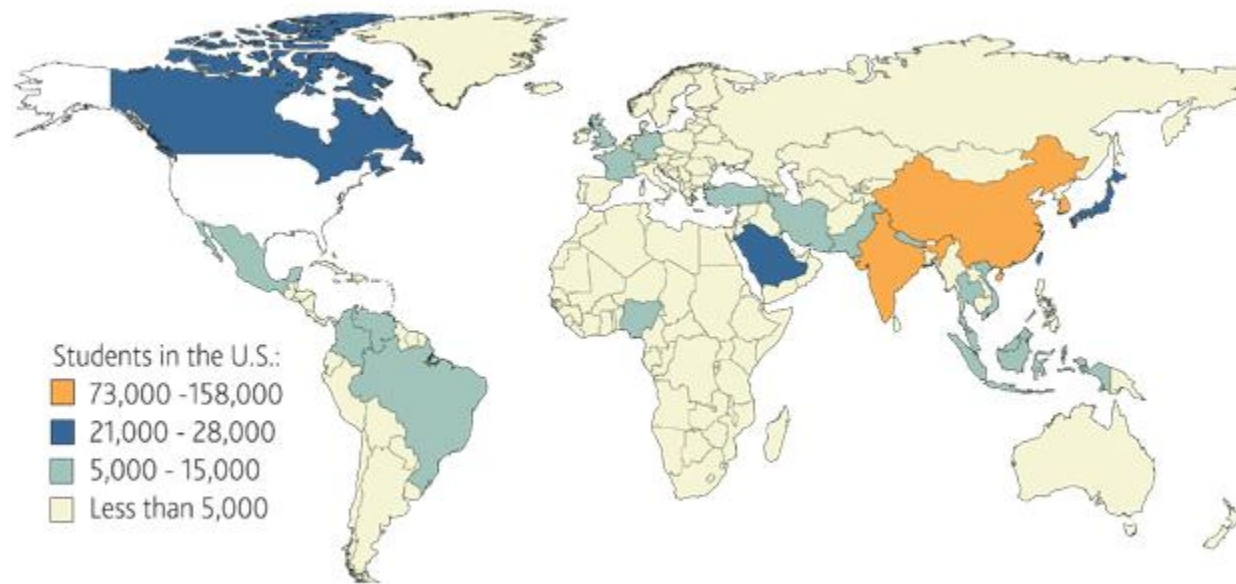 Students in the U.S.:
73,000 -158,000
21,000 - 28,000
5,000 - 15,000
Less than 5,000